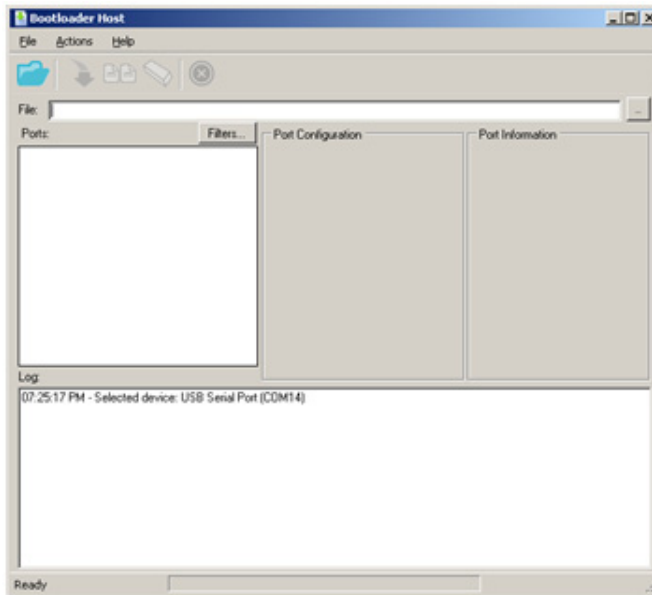 Bootloader Host
File Actions Help
File: ...
Ports: Filters... Port Configuration Port Information
Log:
07:25:17 PM - Selected device: USB Serial Port (COM14)
Ready